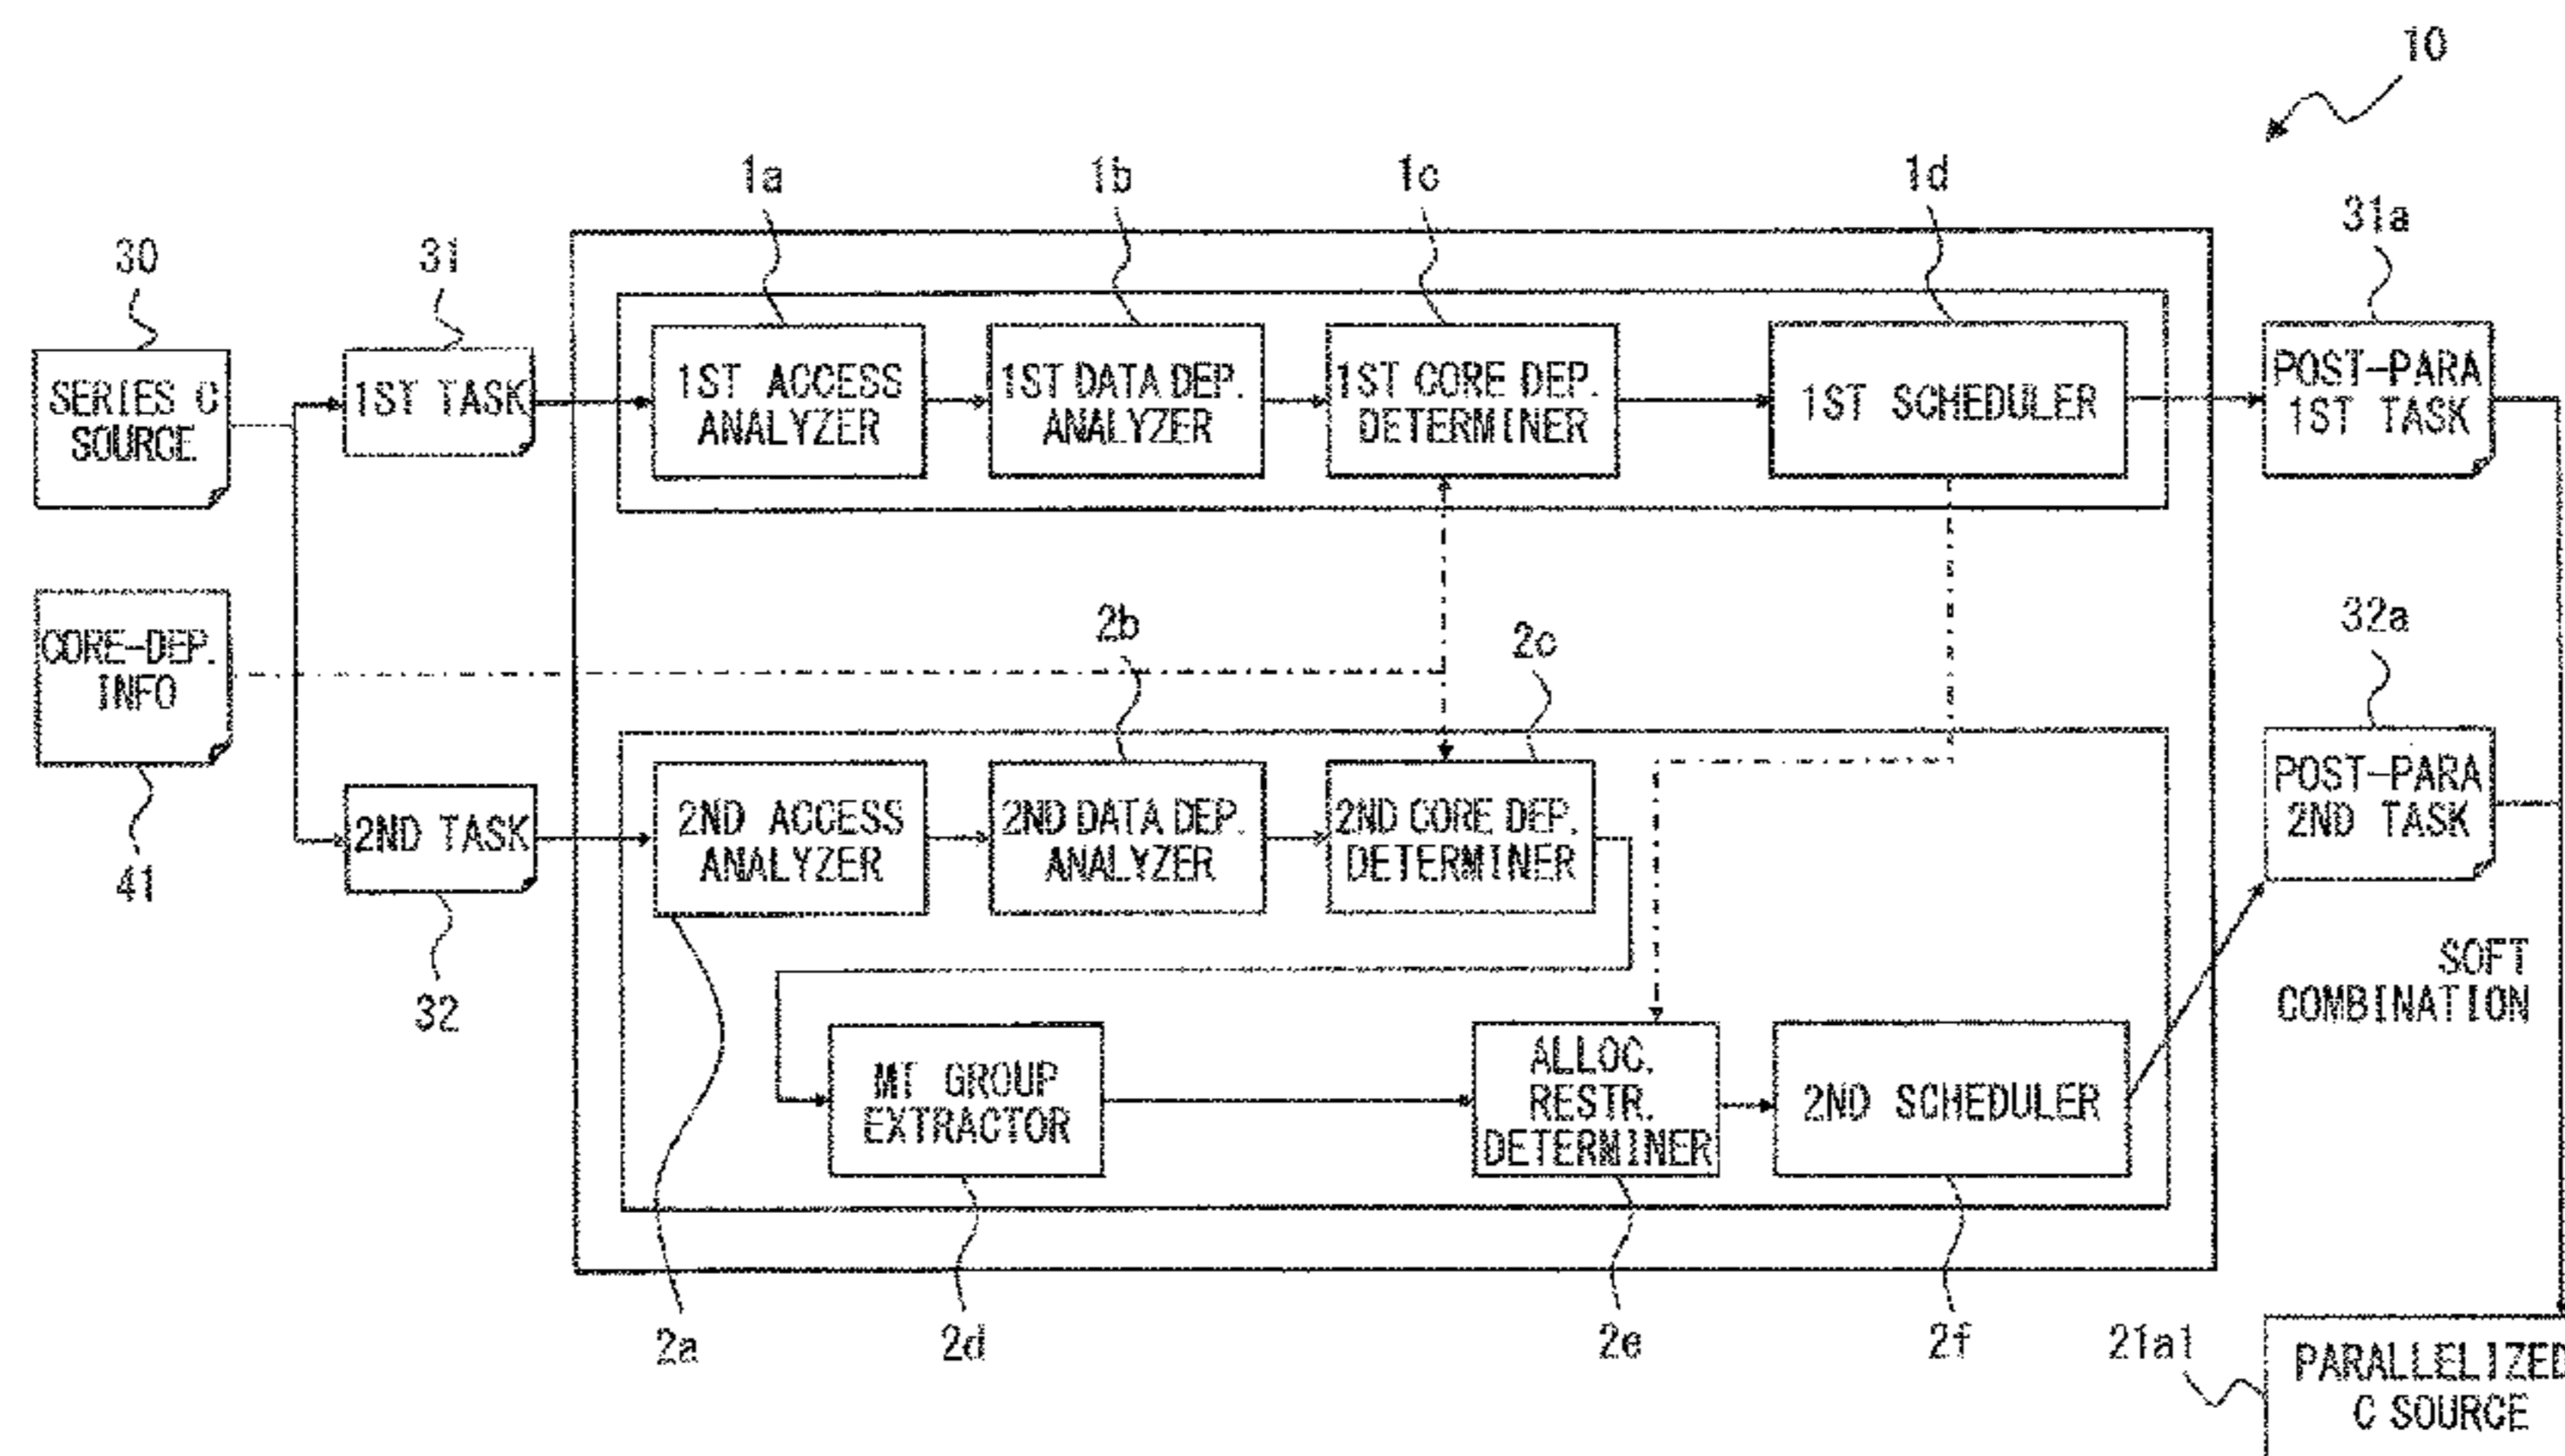 10
1a
1b
1c
1d
31a
30
31
SERIES C
SOURCE
1ST TASK
1ST ACCESS
ANALYZER
1ST DATA DEP.
ANALYZER
1ST CORE DEP.
DETERMINER
1ST SCHEDULER
POST-PARA
1ST TASK
CORE-DEP.
INFO
41
2b
2c
32a
2ND TASK
32
2ND ACCESS
ANALYZER
2ND DATA DEP.
ANALYZER
2ND CORE DEP.
DETERMINER
POST-PARA
2ND TASK
SOFT
COMBINATION
MT GROUP
EXTRACTOR
ALLOC.
RESTR.
DETERMINER
2ND SCHEDULER
2a
2d
2e
2f
21a1
PARALLELIZED
C SOURCE